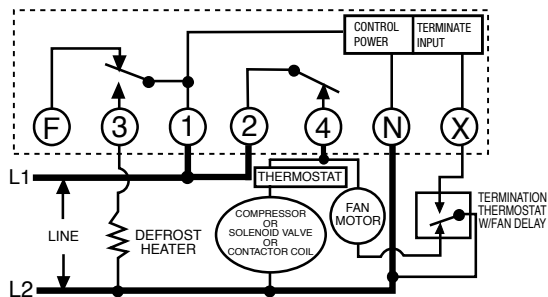 CONTROL POWER
TERMINATE INPUT
F 3 1 2 4 N X
L1
THERMOSTAT
LINE
DEFROST
HEATER
COMPRESSOR
OR
SOLENOID VALVE
OR
CONTACTOR COIL
FAN
MOTOR
TERMINATION
THERMOSTAT
W/FAN DELAY
L2